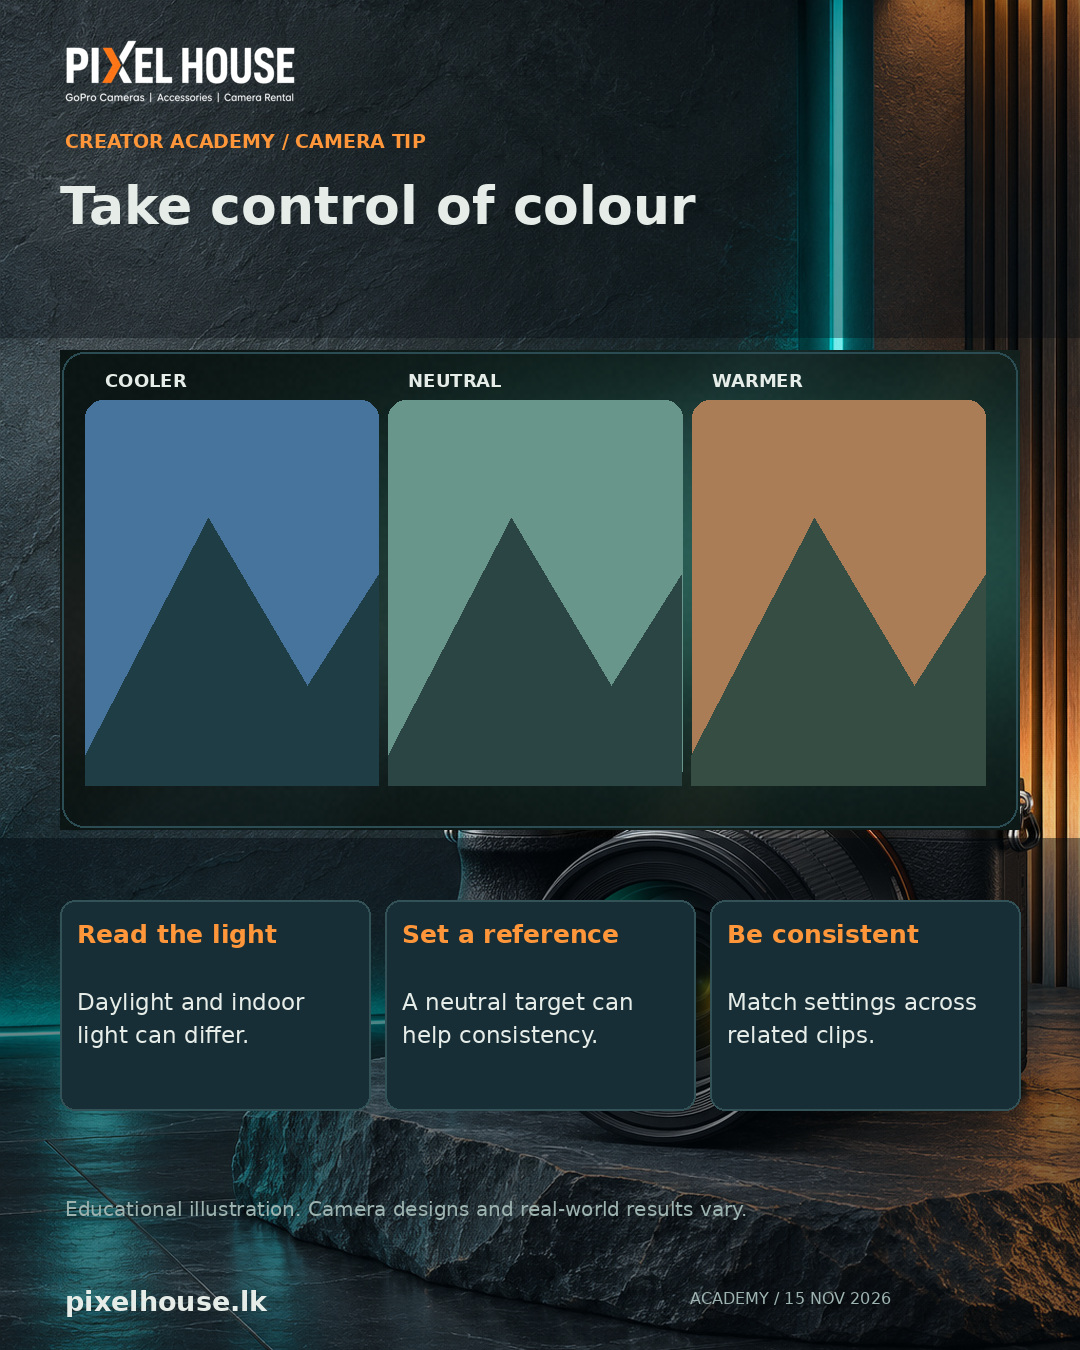 PIXEL HOUSE
GoPro Cameras | Accessories | Camera Rental
CREATOR ACADEMY / CAMERA TIP
Take control of colour
COOLER
NEUTRAL
WARMER
Read the light
Daylight and indoor
light can differ.
Set a reference
A neutral target can
help consistency.
Be consistent
Match settings across
related clips.
Educational illustration. Camera designs and real-world results vary.
pixelhouse.lk
ACADEMY / 15 NOV 2026